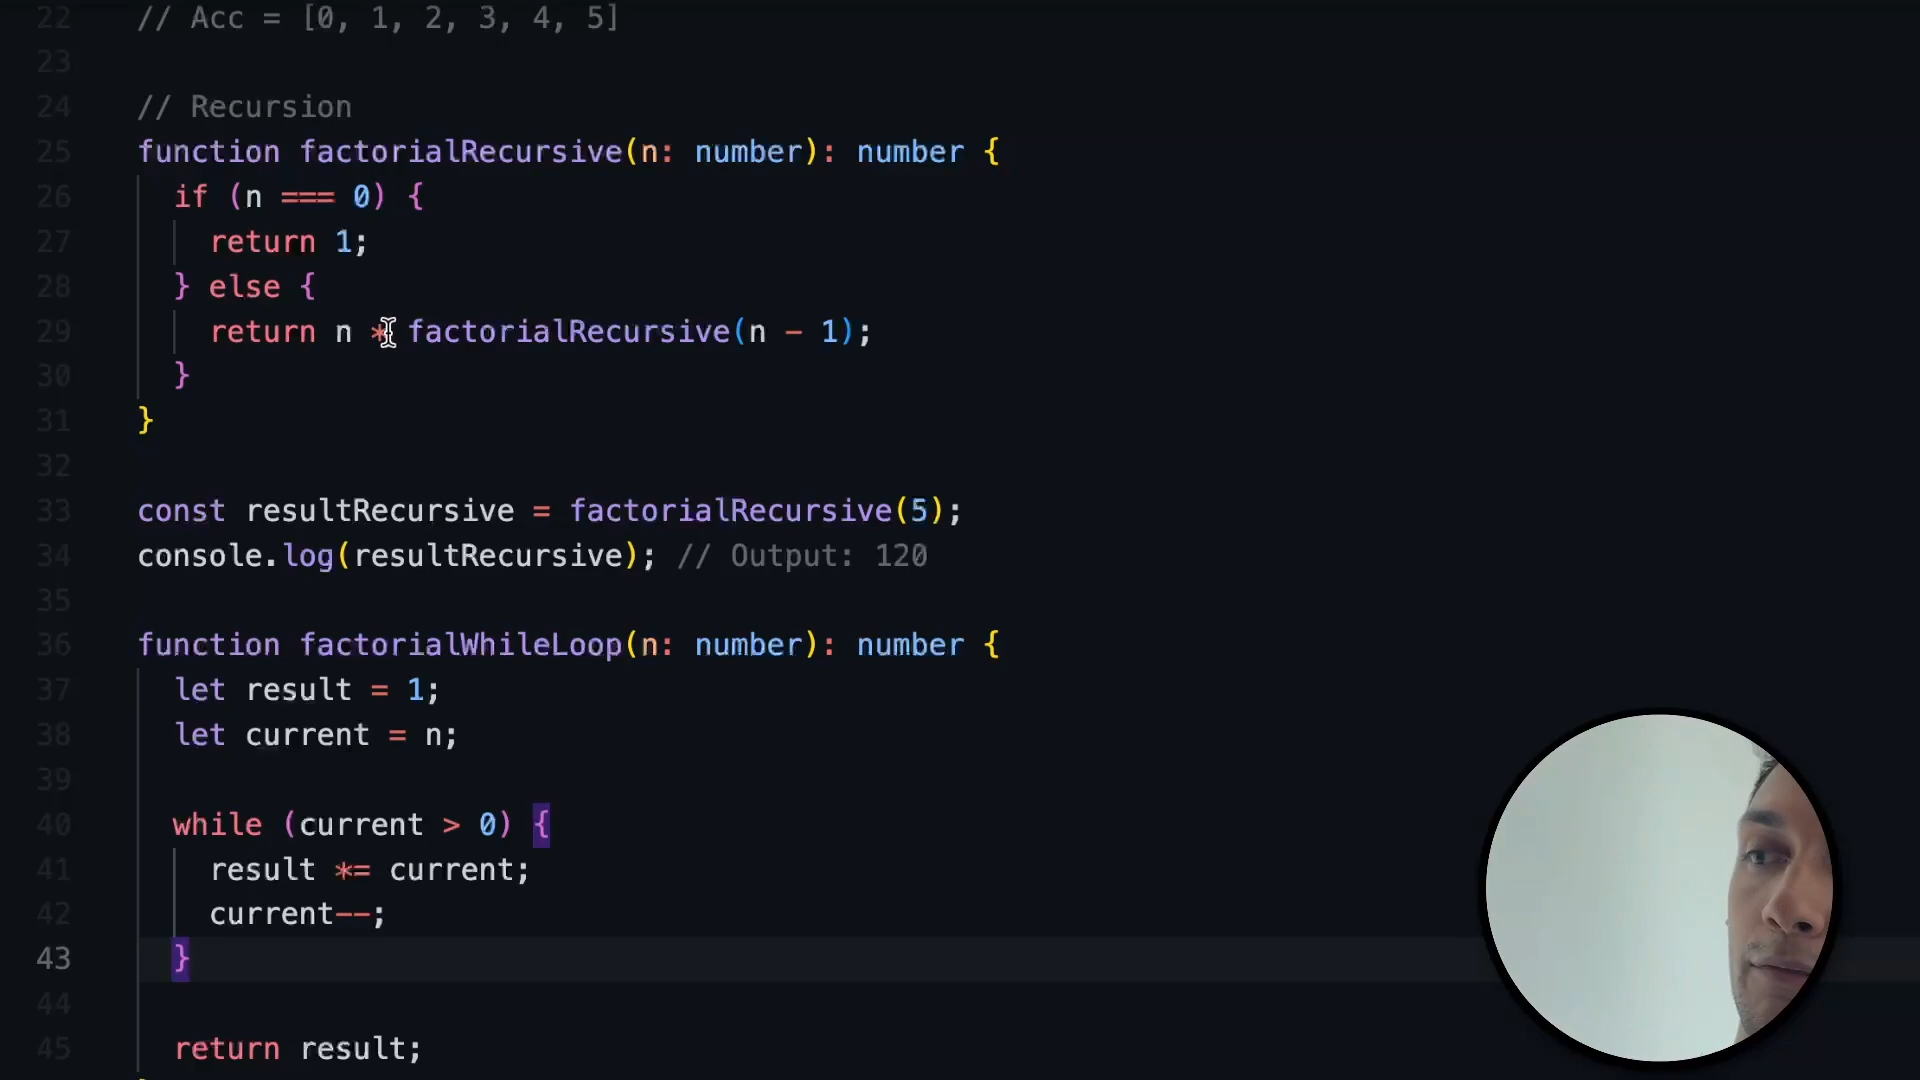 22 // Acc = [0, 1, 2, 3, 4, 5]
23
24 // Recursion
25 function factorialRecursive(n: number): number {
26 if (n === 0) {
27 return 1;
28 } else {
29 return n * factorialRecursive(n - 1);
30 }
31 }
32
33 const resultRecursive = factorialRecursive(5);
34 console.log(resultRecursive); // Output: 120
35
36 function factorialWhileLoop(n: number): number {
37 let result = 1;
38 let current = n;
39
40 while (current > 0) {
41 result *= current;
42 current--;
43 }
44
45 return result;